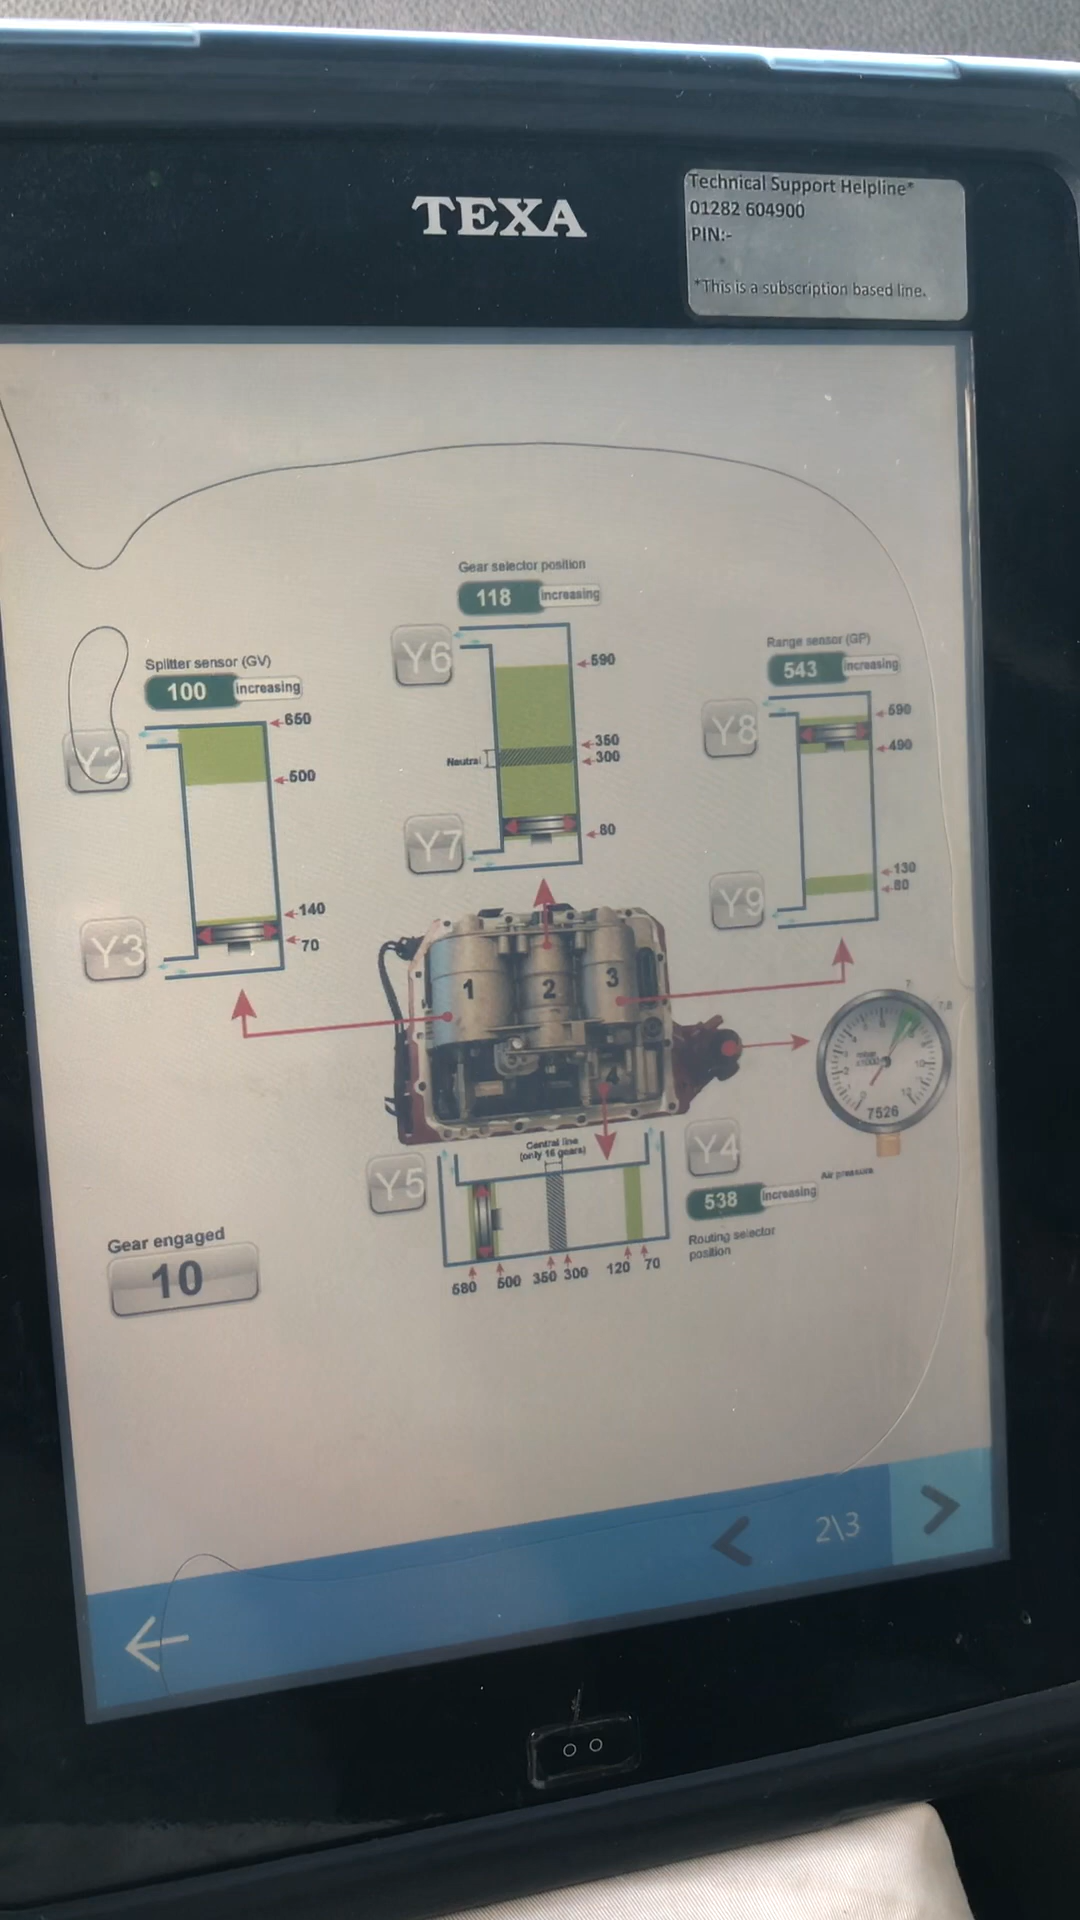 TEXA
Technical Support Helpline*
01282 604900
PIN:-
*This is a subscription based line.
Gear selector position
118 increasing
Y6
590
350
300
Neutral
Y7
80
Splitter sensor (GV)
100 increasing
650
Y2
500
140
Y3
70
Range sensor (GP)
543 increasing
Y8
590
490
130
80
Y9
1 2 3
4
7526
Air pressure
Central line
(only 16 gears)
Y5
Y4
538 increasing
Routing selector
position
580 500 350 300 120 70
Gear engaged
10
2\3